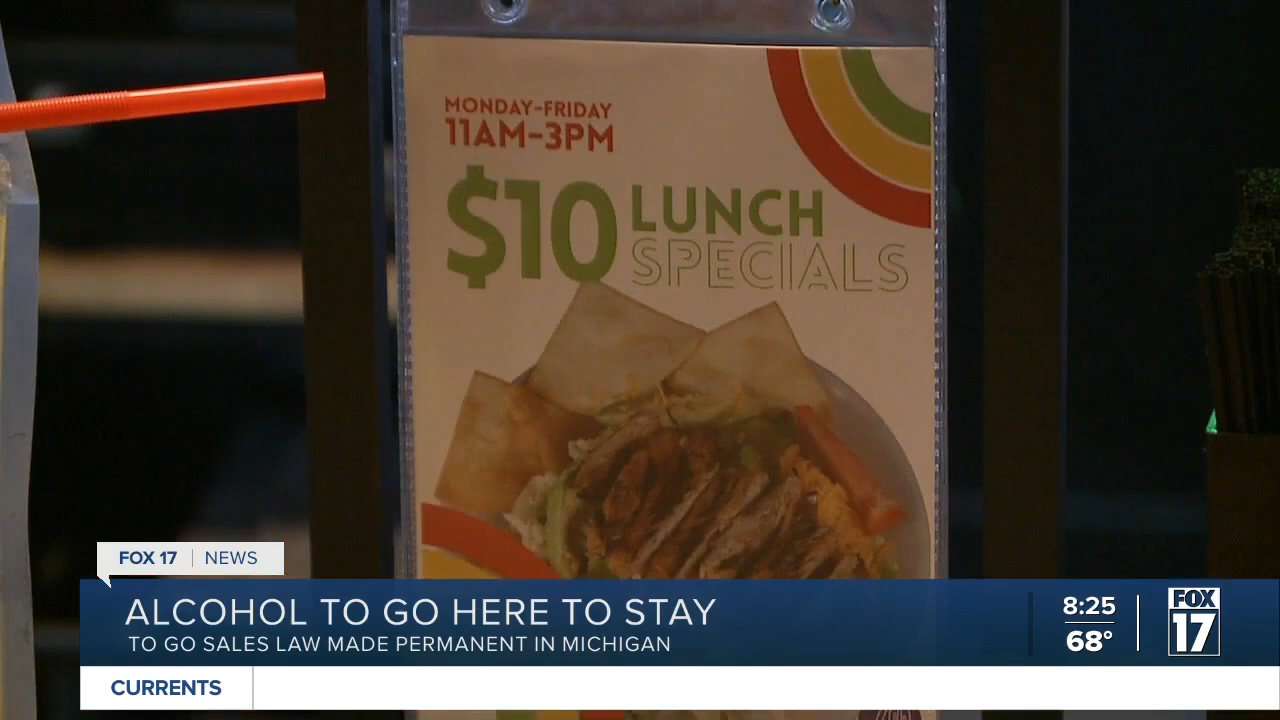 MONDAY-FRIDAY
11AM-3PM
$10 LUNCH
SPECIALS
FOX 17 | NEWS
ALCOHOL TO GO HERE TO STAY
TO GO SALES LAW MADE PERMANENT IN MICHIGAN
8:25
68°
FOX
17
CURRENTS